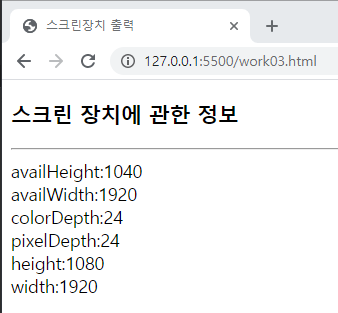 스크린장치 출력
127.0.0.1:5500/work03.html
스크린 장치에 관한 정보
availHeight:1040
availWidth:1920
colorDepth:24
pixelDepth:24
height:1080
width:1920